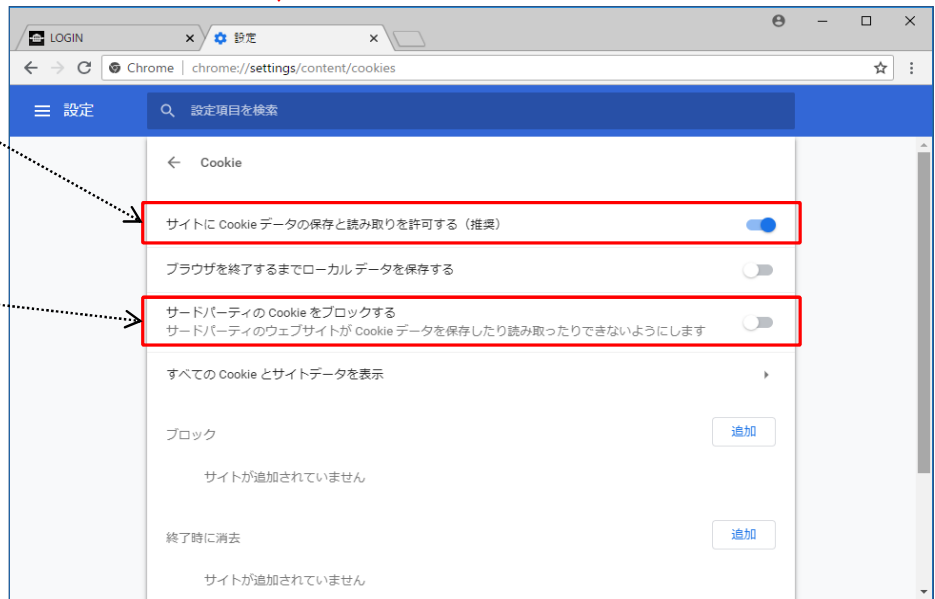 LOGIN
設定
Chrome | chrome://settings/content/cookies
設定
設定項目を検索
Cookie
サイトに Cookie データの保存と読み取りを許可する（推奨）
ブラウザを終了するまでローカル データを保存する
サードパーティの Cookie をブロックする
サードパーティのウェブサイトが Cookie データを保存したり読み取ったりできないようにします
すべての Cookie とサイトデータを表示
ブロック
追加
サイトが追加されていません
終了時に消去
追加
サイトが追加されていません